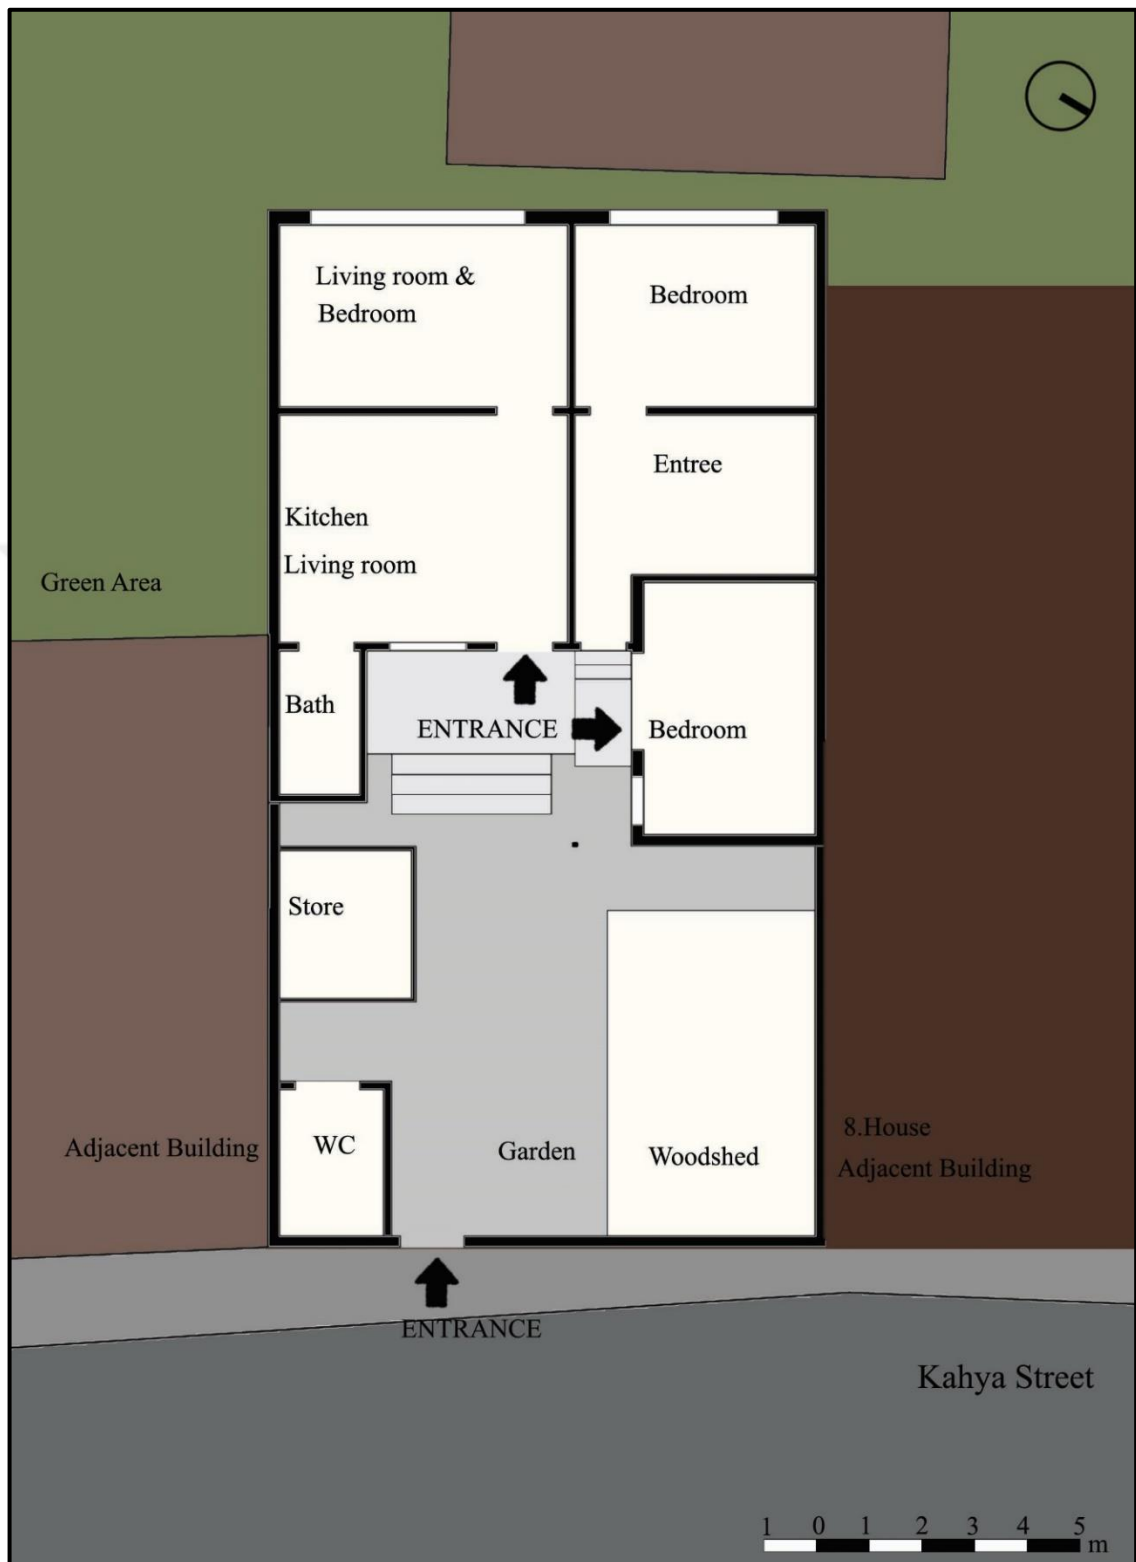 Living room &
Bedroom
Bedroom
Entree
Kitchen
Living room
Green Area
Bath
ENTRANCE
Bedroom
Store
8.House
Adjacent Building
WC
Garden
Woodshed
Adjacent Building
ENTRANCE
Kahya Street
1 0 1 2 3 4 5
m